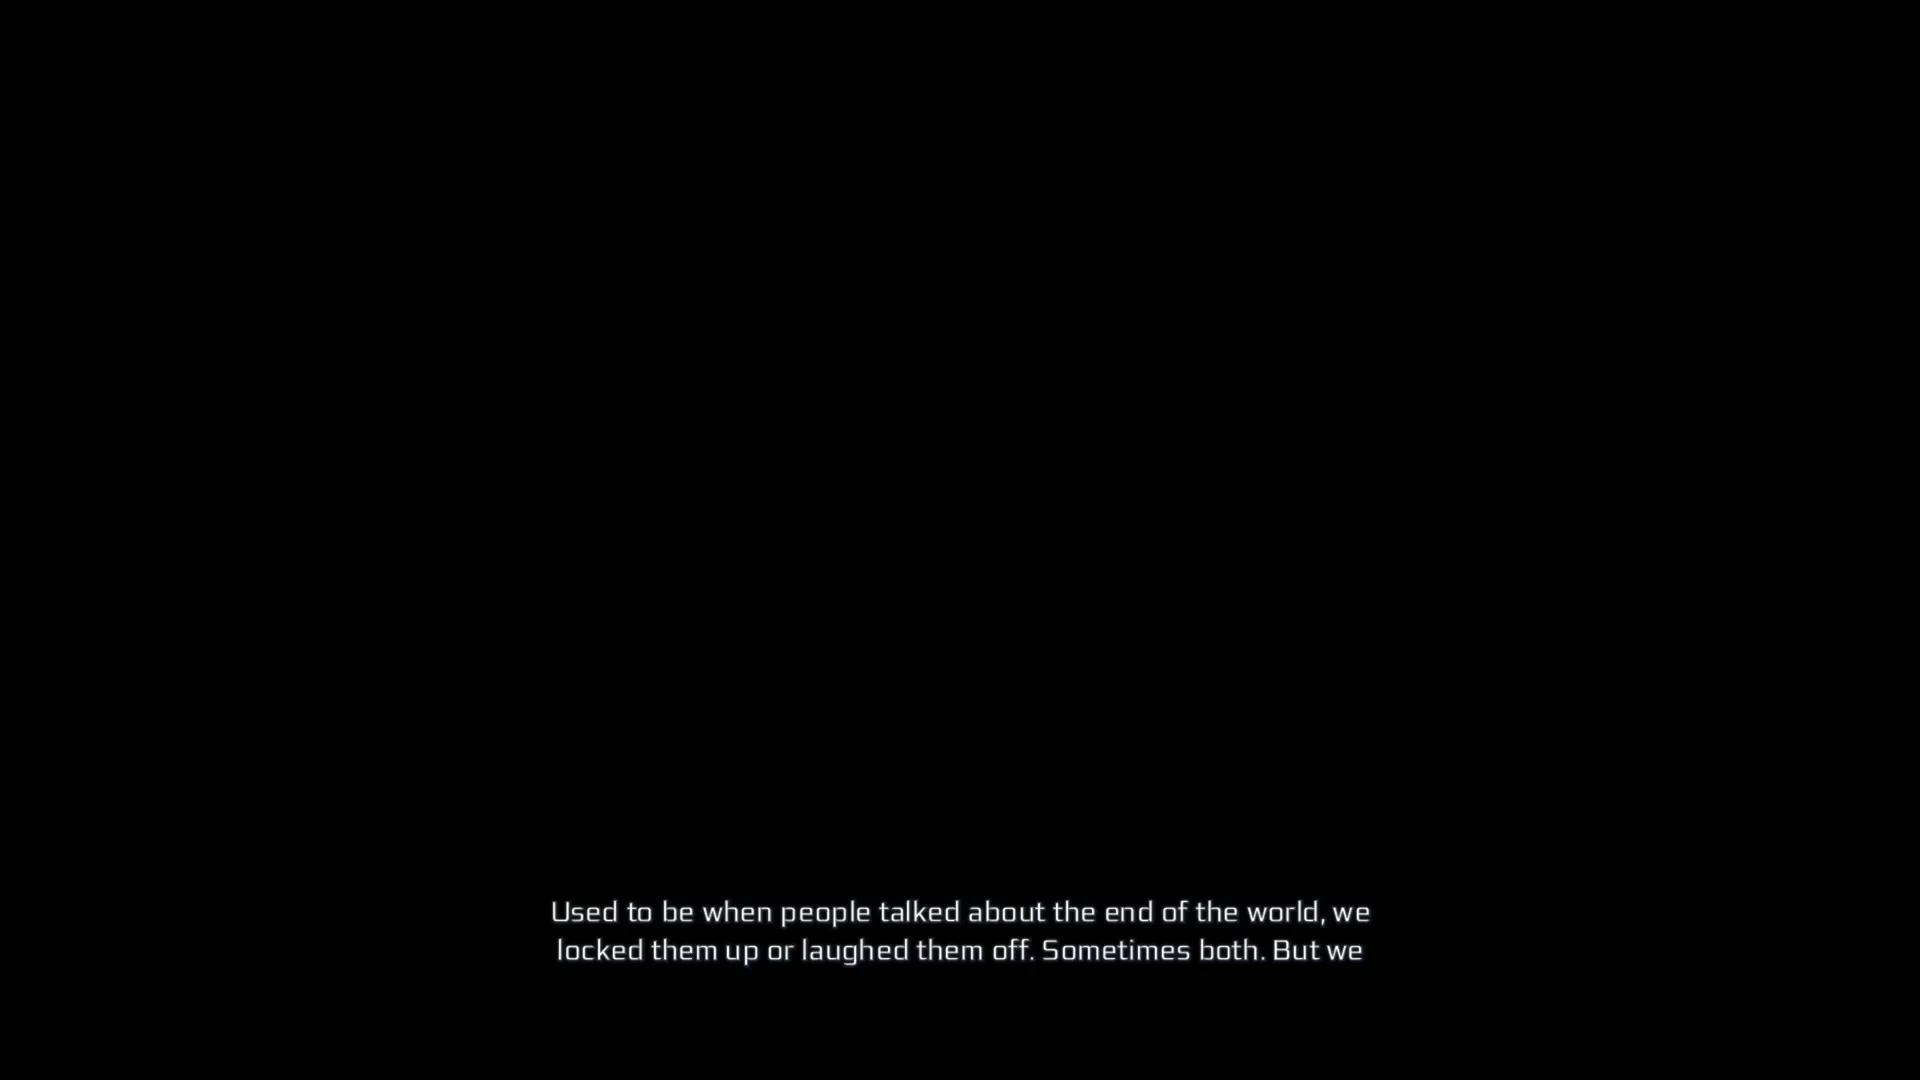 Used to be when people talked about the end of the world, we
locked them up or laughed them off. Sometimes both. But we